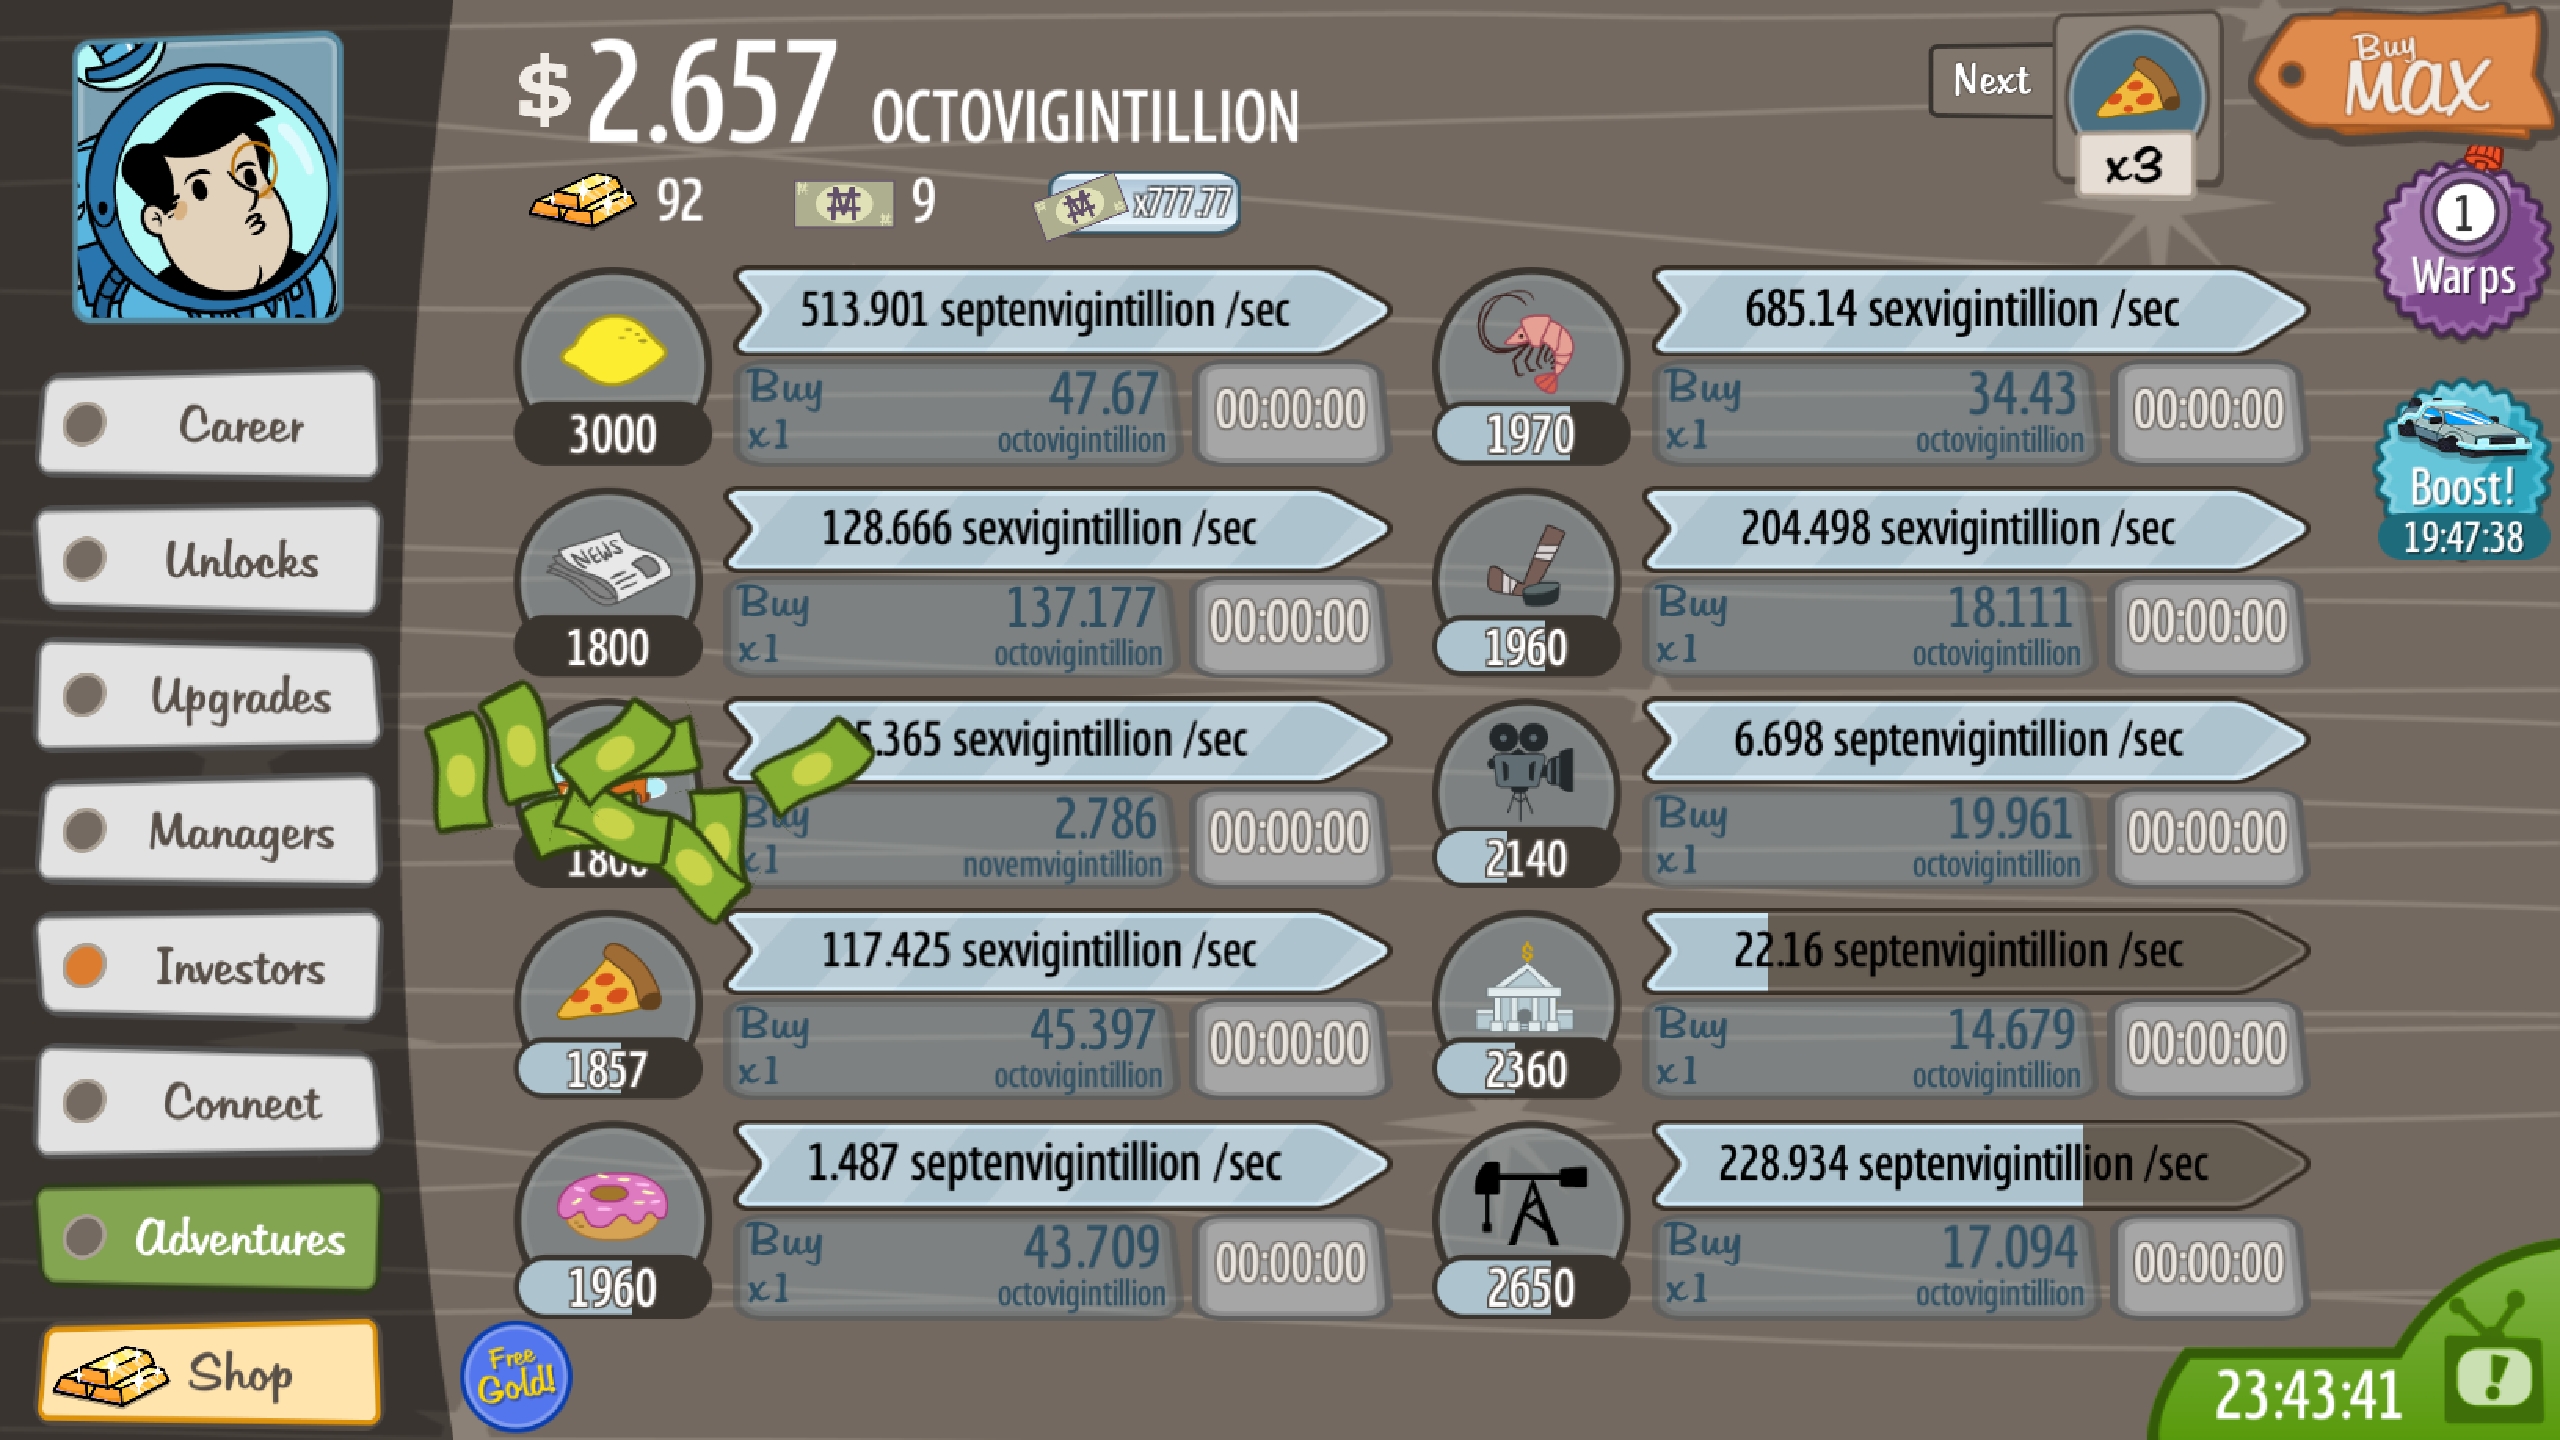 $2.657 OCTOVIGINTILLION
Next
x3
Buy
MAX
92
9
x777.77
1
Warps
Boost!
19:47:38
Career
Unlocks
Upgrades
Managers
Investors
Connect
Adventures
Shop
513.901 septenvigintillion /sec
3000
Buy
x1
47.67
octovigintillion
00:00:00
685.14 sexvigintillion /sec
1970
Buy
x1
34.43
octovigintillion
00:00:00
NEWS
128.666 sexvigintillion /sec
1800
Buy
x1
137.177
octovigintillion
00:00:00
204.498 sexvigintillion /sec
1960
Buy
x1
18.111
octovigintillion
00:00:00
sexvigintillion /sec
Buy
x1
2.786
novemvigintillion
00:00:00
6.698 septenvigintillion /sec
2140
Buy
x1
19.961
octovigintillion
00:00:00
117.425 sexvigintillion /sec
1857
Buy
x1
45.397
octovigintillion
00:00:00
$
22.16 septenvigintillion /sec
2360
Buy
x1
14.679
octovigintillion
00:00:00
1.487 septenvigintillion /sec
1960
Buy
x1
43.709
octovigintillion
00:00:00
228.934 septenvigintillion /sec
2650
Buy
x1
17.094
octovigintillion
00:00:00
Free
Gold!
23:43:41
!